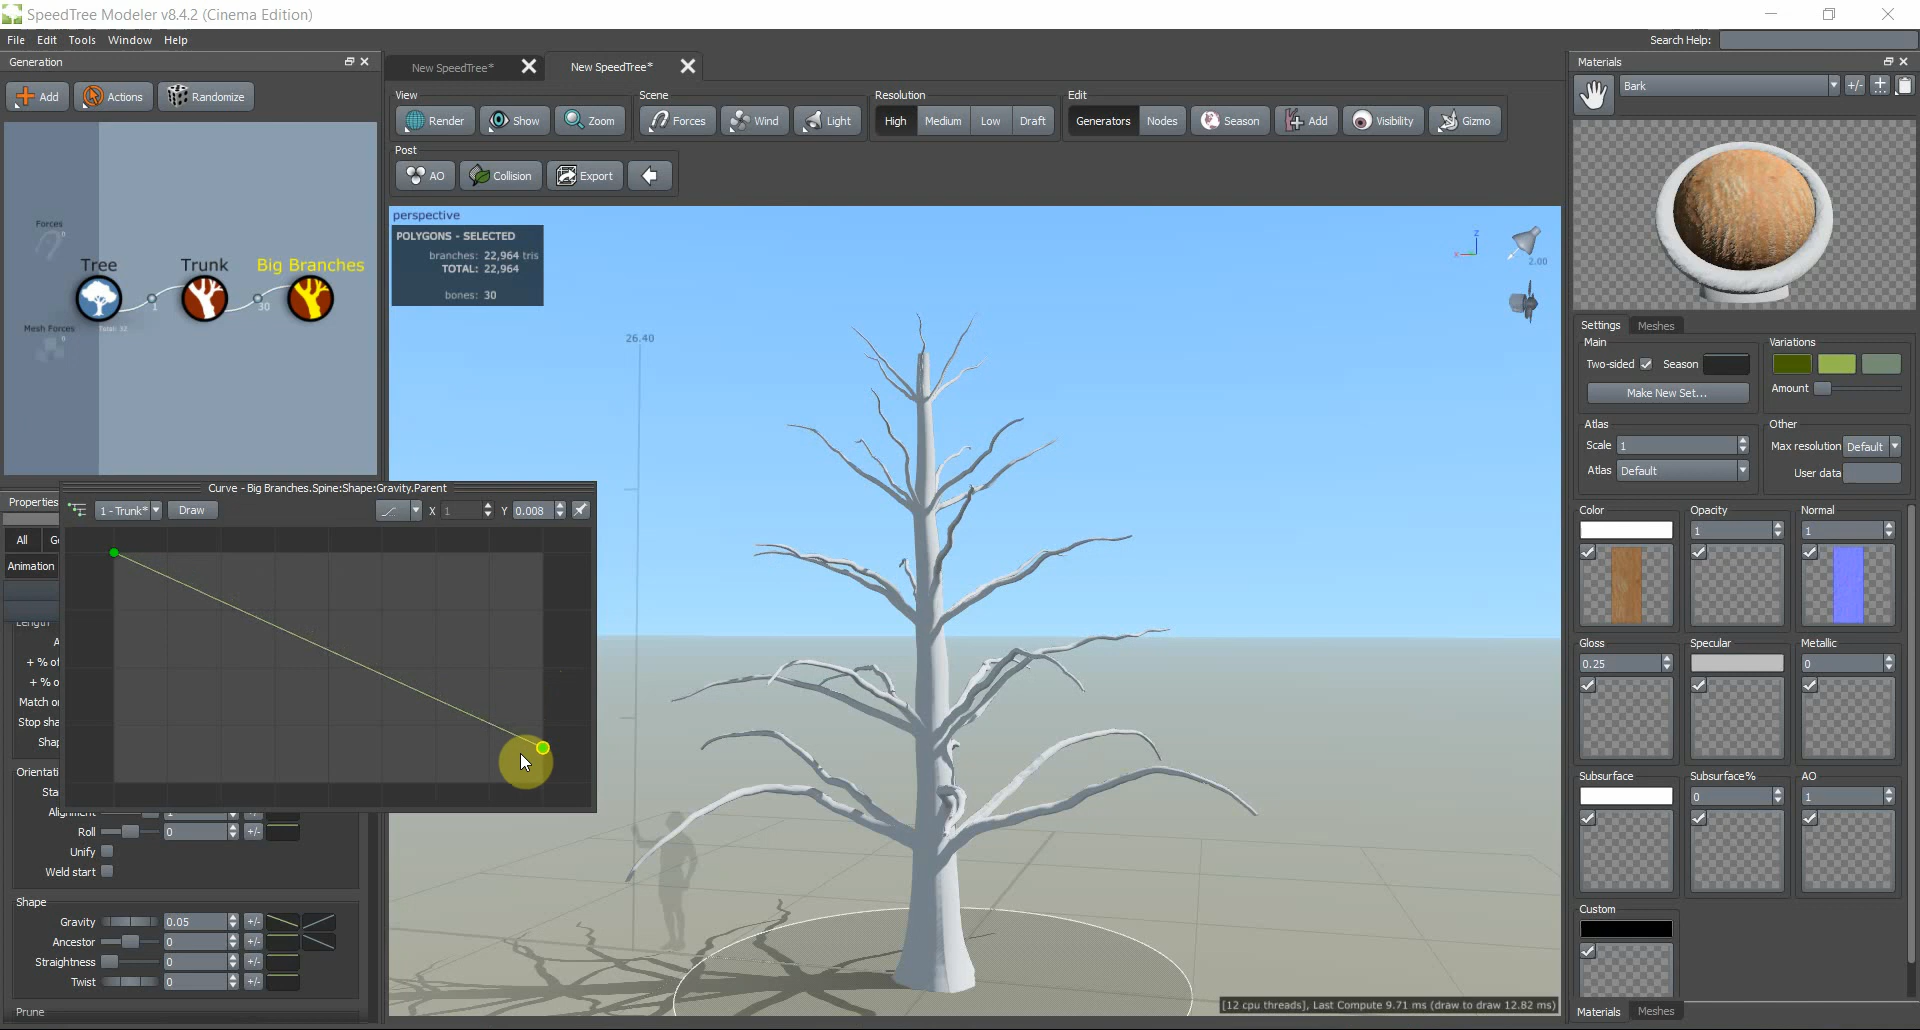 SpeedTree Modeler v8.4.2 (Cinema Edition)
File Edit Tools Window Help
Search Help:
Generation
Add Actions Randomize
Forces
0
Tree Trunk Big Branches
1 30
Mesh Forces
0
Total: 32
New SpeedTree* New SpeedTree*
View
Render Show Zoom
Scene
Forces Wind Light
Resolution
High Medium Low Draft
Edit
Generators Nodes Season Add Visibility Gizmo
Post
AO Collision Export
perspective
POLYGONS - SELECTED
branches: 22,964 tris
TOTAL: 22,964
bones: 30
26.40
z
x
2.00
Curve - Big Branches.Spine:Shape:Gravity.Parent
1 - Trunk* Draw X 1 Y 0.008
Properties
All Ge
Animation
Length
A
+ % of
+ % o
Match or
Stop sha
Shap
Orientati
Sta
Alignment 1 +/-
Roll 0 +/-
Unify
Weld start
Shape
Gravity 0.05 +/-
Ancestor 0 +/-
Straightness 0 +/-
Twist 0 +/-
Prune
[12 cpu threads], Last Compute 9.71 ms (draw to draw 12.82 ms)
Materials
Bark +/-
Settings Meshes
Main
Two-sided Season
Make New Set...
Variations
Amount
Atlas
Scale 1
Atlas Default
Other
Max resolution Default
User data
Color Opacity Normal
1 1
Gloss Specular Metallic
0.25 0
Subsurface Subsurface% AO
0 1
Custom
Materials Meshes